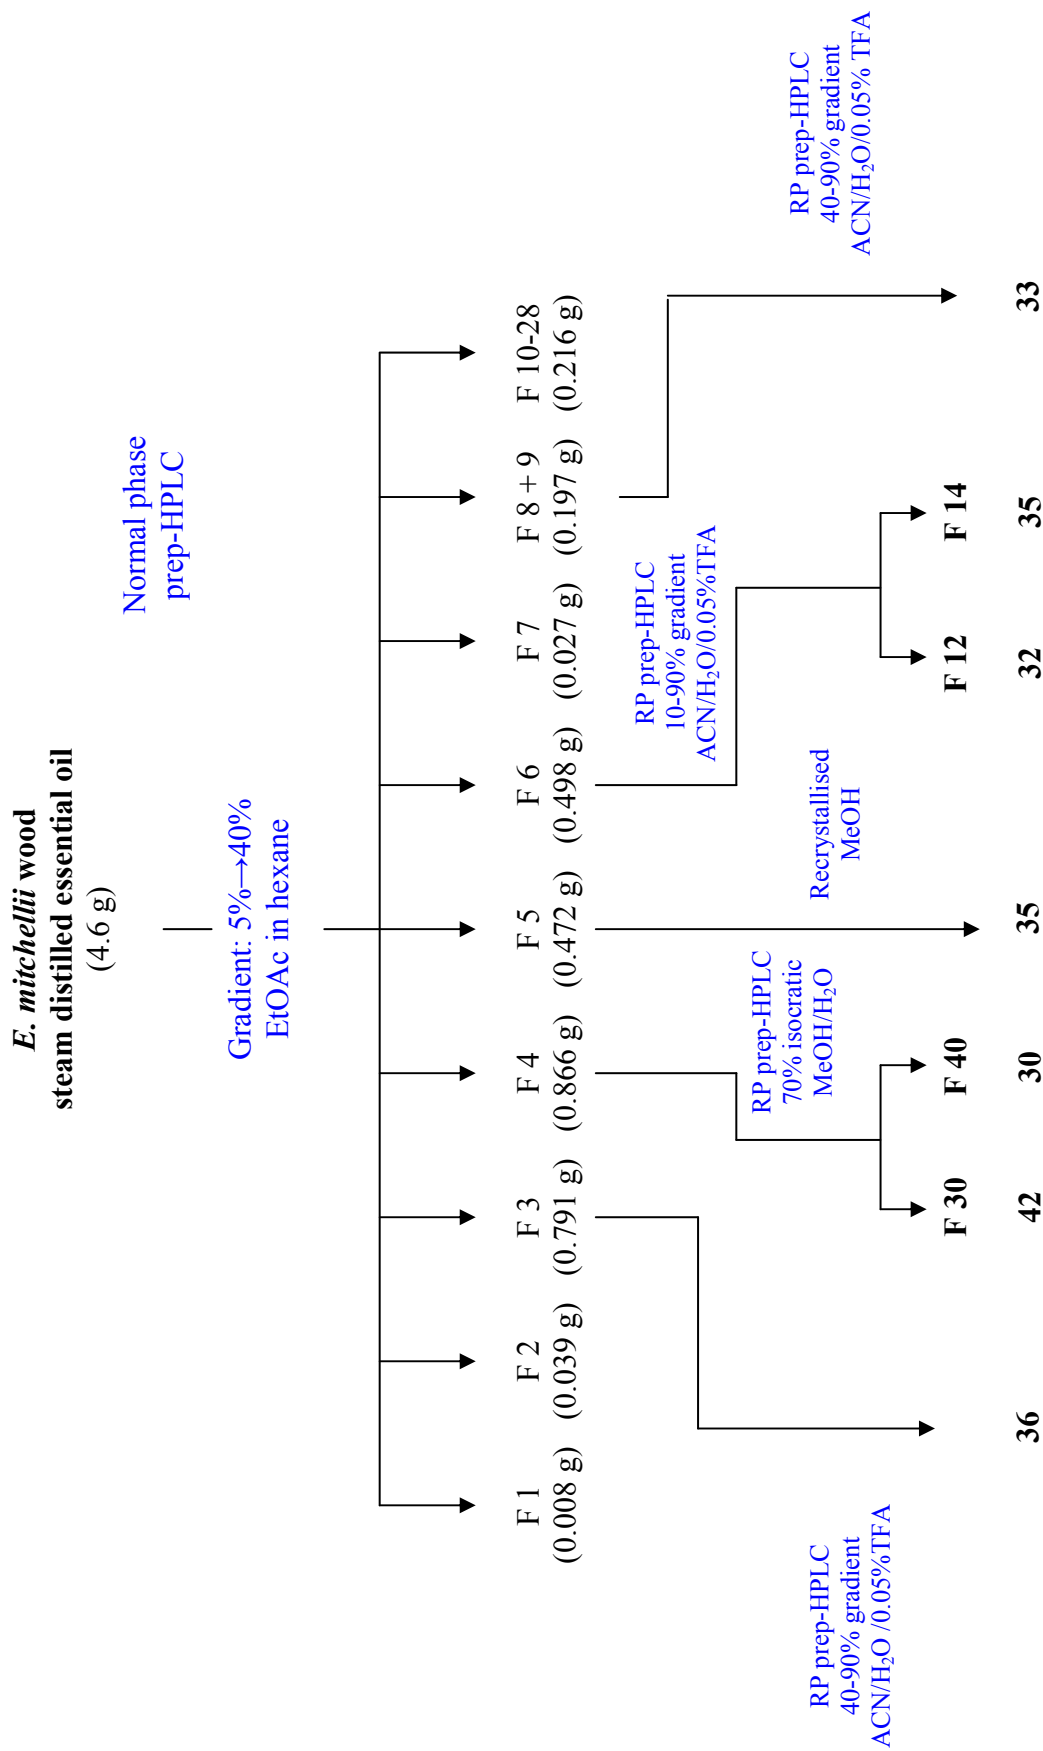 E. mitchellii wood
steam distilled essential oil
(4.6 g)
Normal phase
prep-HPLC
Gradient: 5%→40%
EtOAc in hexane
F 1
(0.008 g)
F 2
(0.039 g)
F 3
(0.791 g)
F 4
(0.866 g)
F 5
(0.472 g)
F 6
(0.498 g)
F 7
(0.027 g)
F 8 + 9
(0.197 g)
F 10-28
(0.216 g)
RP prep-HPLC
40-90% gradient
ACN/H₂O /0.05%TFA
RP prep-HPLC
70% isocratic
MeOH/H₂O
Recrystallised
MeOH
RP prep-HPLC
10-90% gradient
ACN/H₂O/0.05%TFA
RP prep-HPLC
40-90% gradient
ACN/H₂O/0.05% TFA
F 30
F 40
F 12
F 14
36
42
30
35
32
35
33